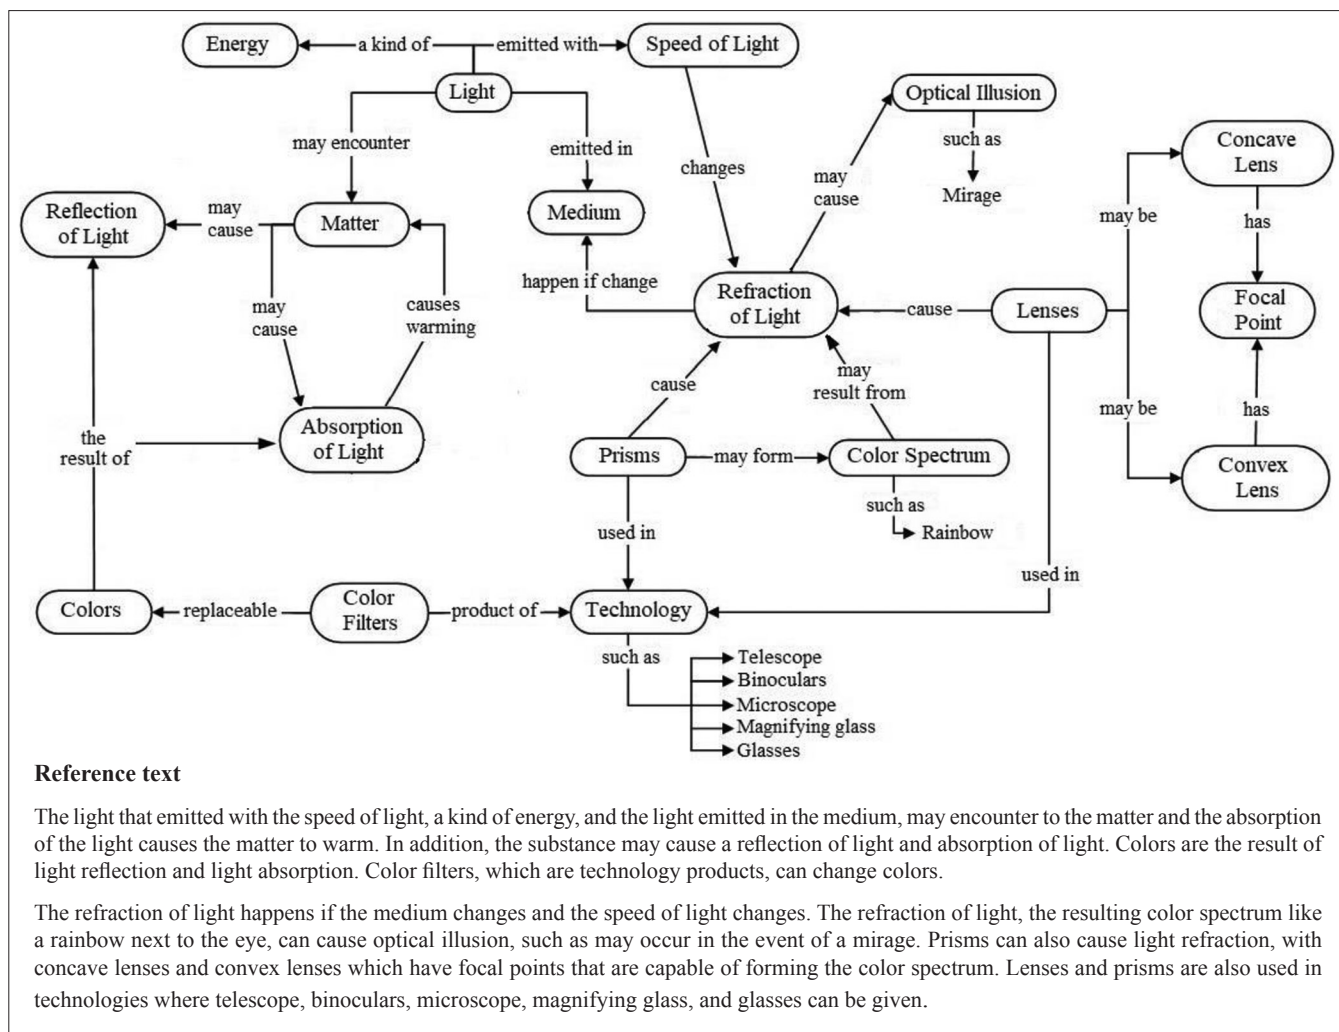 Energy
a kind of
emitted with
Speed of Light
Light
Optical Illusion
such as
Mirage
may encounter
emitted in
changes
may
cause
Concave
Lens
may be
has
Reflection
of Light
may
cause
Matter
Medium
happen if change
Refraction
of Light
cause
Lenses
Focal
Point
may
cause
causes
warming
cause
may
result from
may be
has
the
result of
Absorption
of Light
Prisms
may form
Color Spectrum
Convex
Lens
such as
Rainbow
used in
used in
Colors
replaceable
Color
Filters
product of
Technology
such as
Telescope
Binoculars
Microscope
Magnifying glass
Glasses
Reference text
The light that emitted with the speed of light, a kind of energy, and the light emitted in the medium, may encounter to the matter and the absorption
of the light causes the matter to warm. In addition, the substance may cause a reflection of light and absorption of light. Colors are the result of
light reflection and light absorption. Color filters, which are technology products, can change colors.
The refraction of light happens if the medium changes and the speed of light changes. The refraction of light, the resulting color spectrum like
a rainbow next to the eye, can cause optical illusion, such as may occur in the event of a mirage. Prisms can also cause light refraction, with
concave lenses and convex lenses which have focal points that are capable of forming the color spectrum. Lenses and prisms are also used in
technologies where telescope, binoculars, microscope, magnifying glass, and glasses can be given.